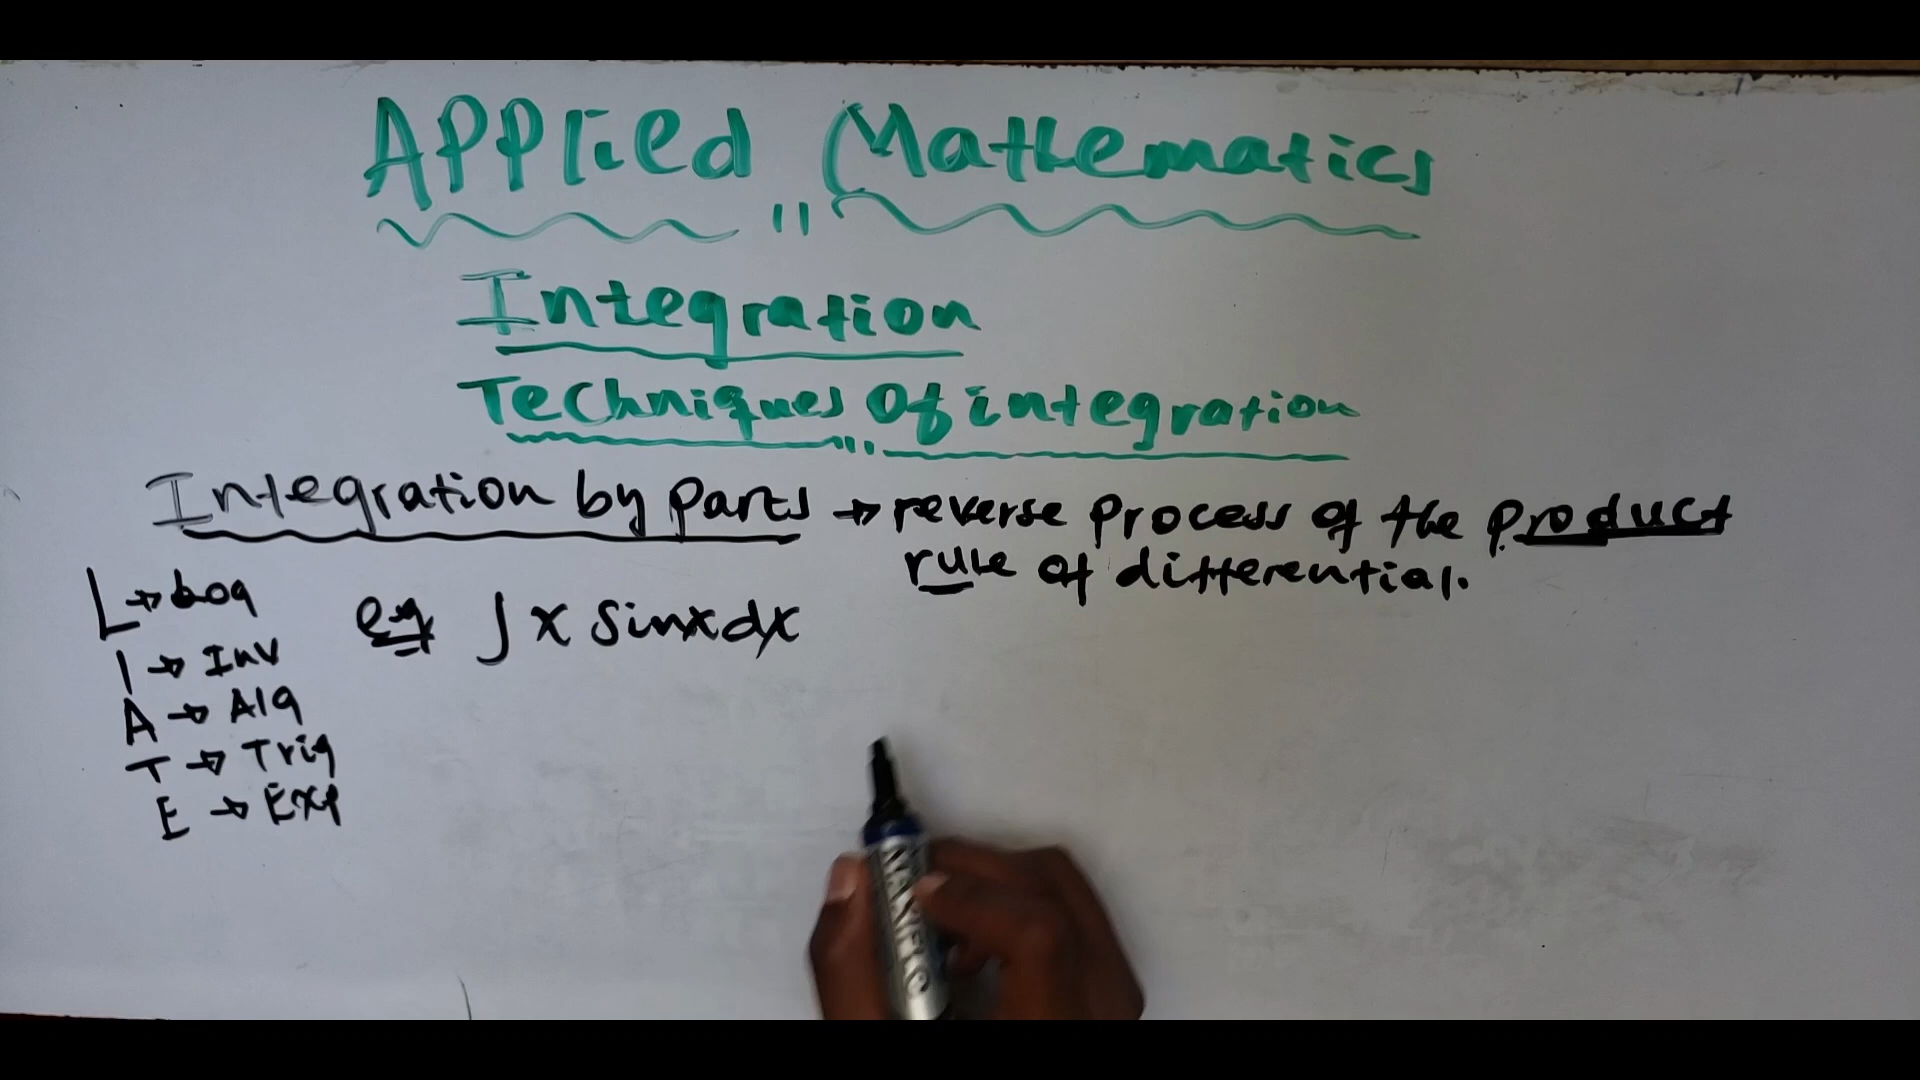 Applied Mathematics
Integration
Techniques of integration
Integration by parts → reverse process of the product
rule of differential.
L → Log
I → Inv
A → Alg
T → Trig
E → Exp
eg ∫ x sinx dx